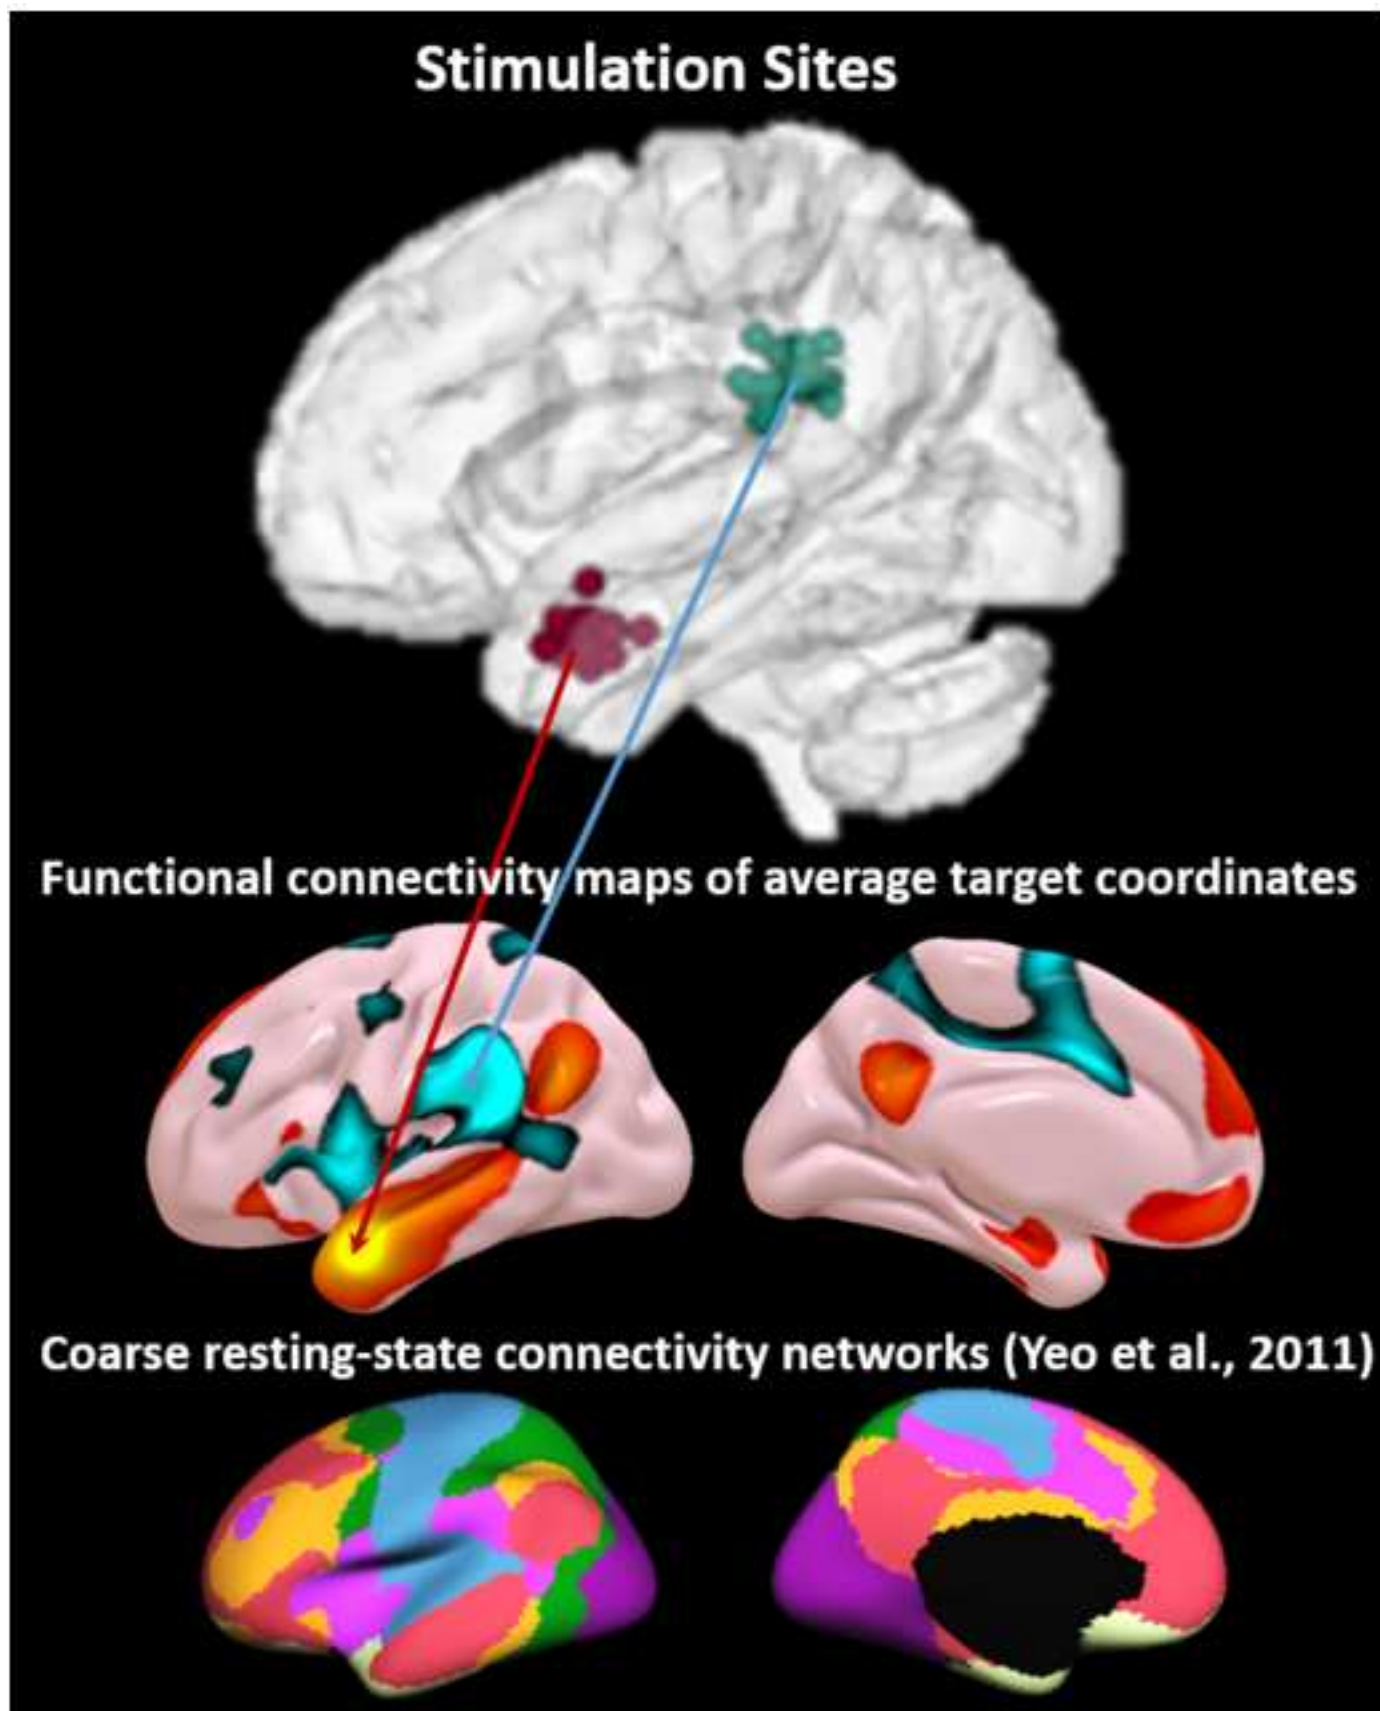 Stimulation Sites
Functional connectivity maps of average target coordinates
Coarse resting-state connectivity networks (Yeo et al., 2011)